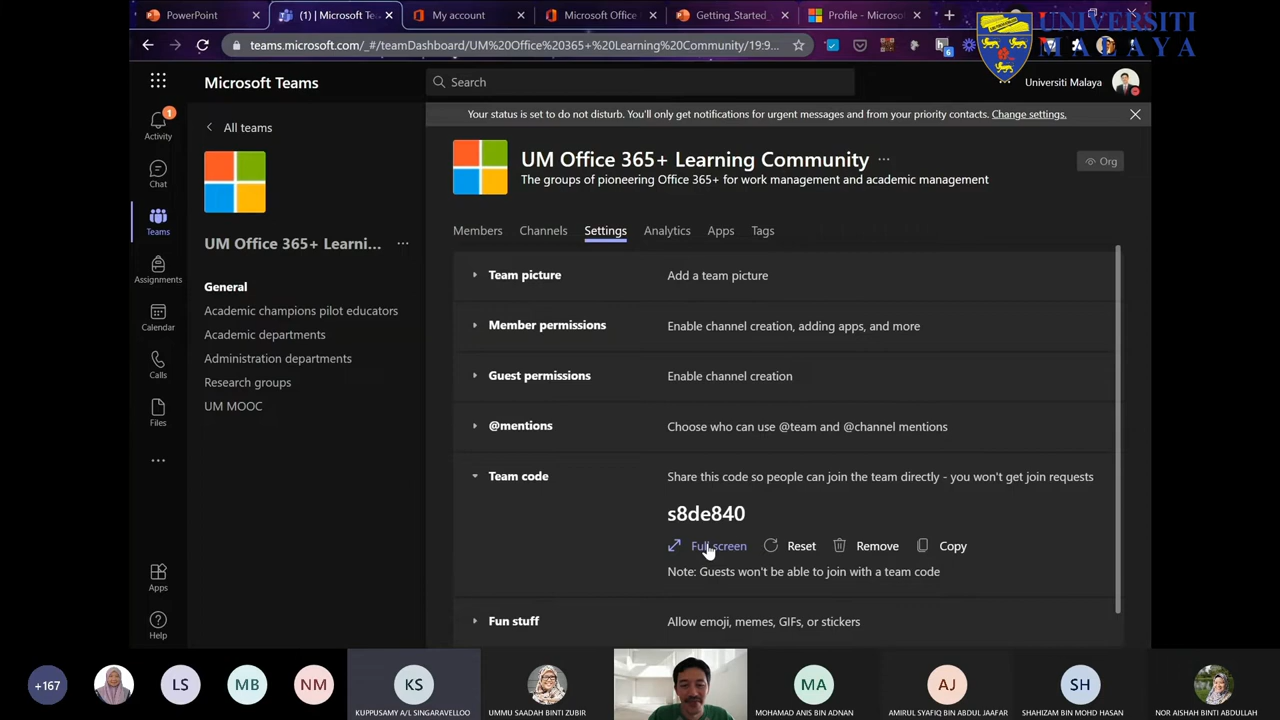 PowerPoint
(1) | Microsoft Te
My account
Microsoft Office
Getting_Started_
Profile - Microso
UNIVERSITI
MALAYA
teams.microsoft.com/_#/teamDashboard/UM%20Office%20365+%20Learning%20Community/19:9...
6
Microsoft Teams
Search
Universiti Malaya
Your status is set to do not disturb. You'll only get notifications for urgent messages and from your priority contacts. Change settings.
1
Activity
Chat
Teams
Assignments
Calendar
Calls
Files
Apps
Help
All teams
UM Office 365+ Learni...
General
Academic champions pilot educators
Academic departments
Administration departments
Research groups
UM MOOC
UM Office 365+ Learning Community
Org
The groups of pioneering Office 365+ for work management and academic management
Members Channels Settings Analytics Apps Tags
Team picture Add a team picture
Member permissions Enable channel creation, adding apps, and more
Guest permissions Enable channel creation
@mentions Choose who can use @team and @channel mentions
Team code Share this code so people can join the team directly - you won't get join requests
s8de840
Full screen Reset Remove Copy
Note: Guests won't be able to join with a team code
Fun stuff Allow emoji, memes, GIFs, or stickers
+167 LS MB NM KS MA AJ SH
KUPPUSAMY A/L SINGARAVELLOO
UMMU SAADAH BINTI ZUBIR
MOHAMAD ANIS BIN ADNAN
AMIRUL SYAFIQ BIN ABDUL JAAFAR
SHAHIZAM BIN MOHD HASAN
NOR AISHAH BINTI ABDULLAH